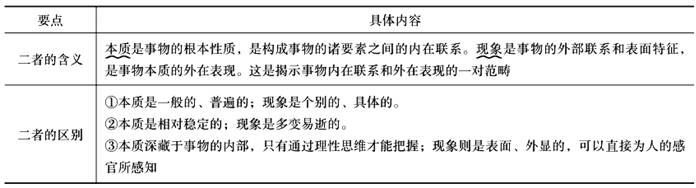 要点
具体内容
二者的含义
本质是事物的根本性质，是构成事物的诸要素之间的内在联系。现象是事物的外部联系和表面特征，
是事物本质的外在表现。这是揭示事物内在联系和外在表现的一对范畴
二者的区别
①本质是一般的、普遍的；现象是个别的、具体的。
②本质是相对稳定的；现象是多变易逝的。
③本质深藏于事物的内部，只有通过理性思维才能把握；现象则是表面、外显的，可以直接为人的感
官所感知